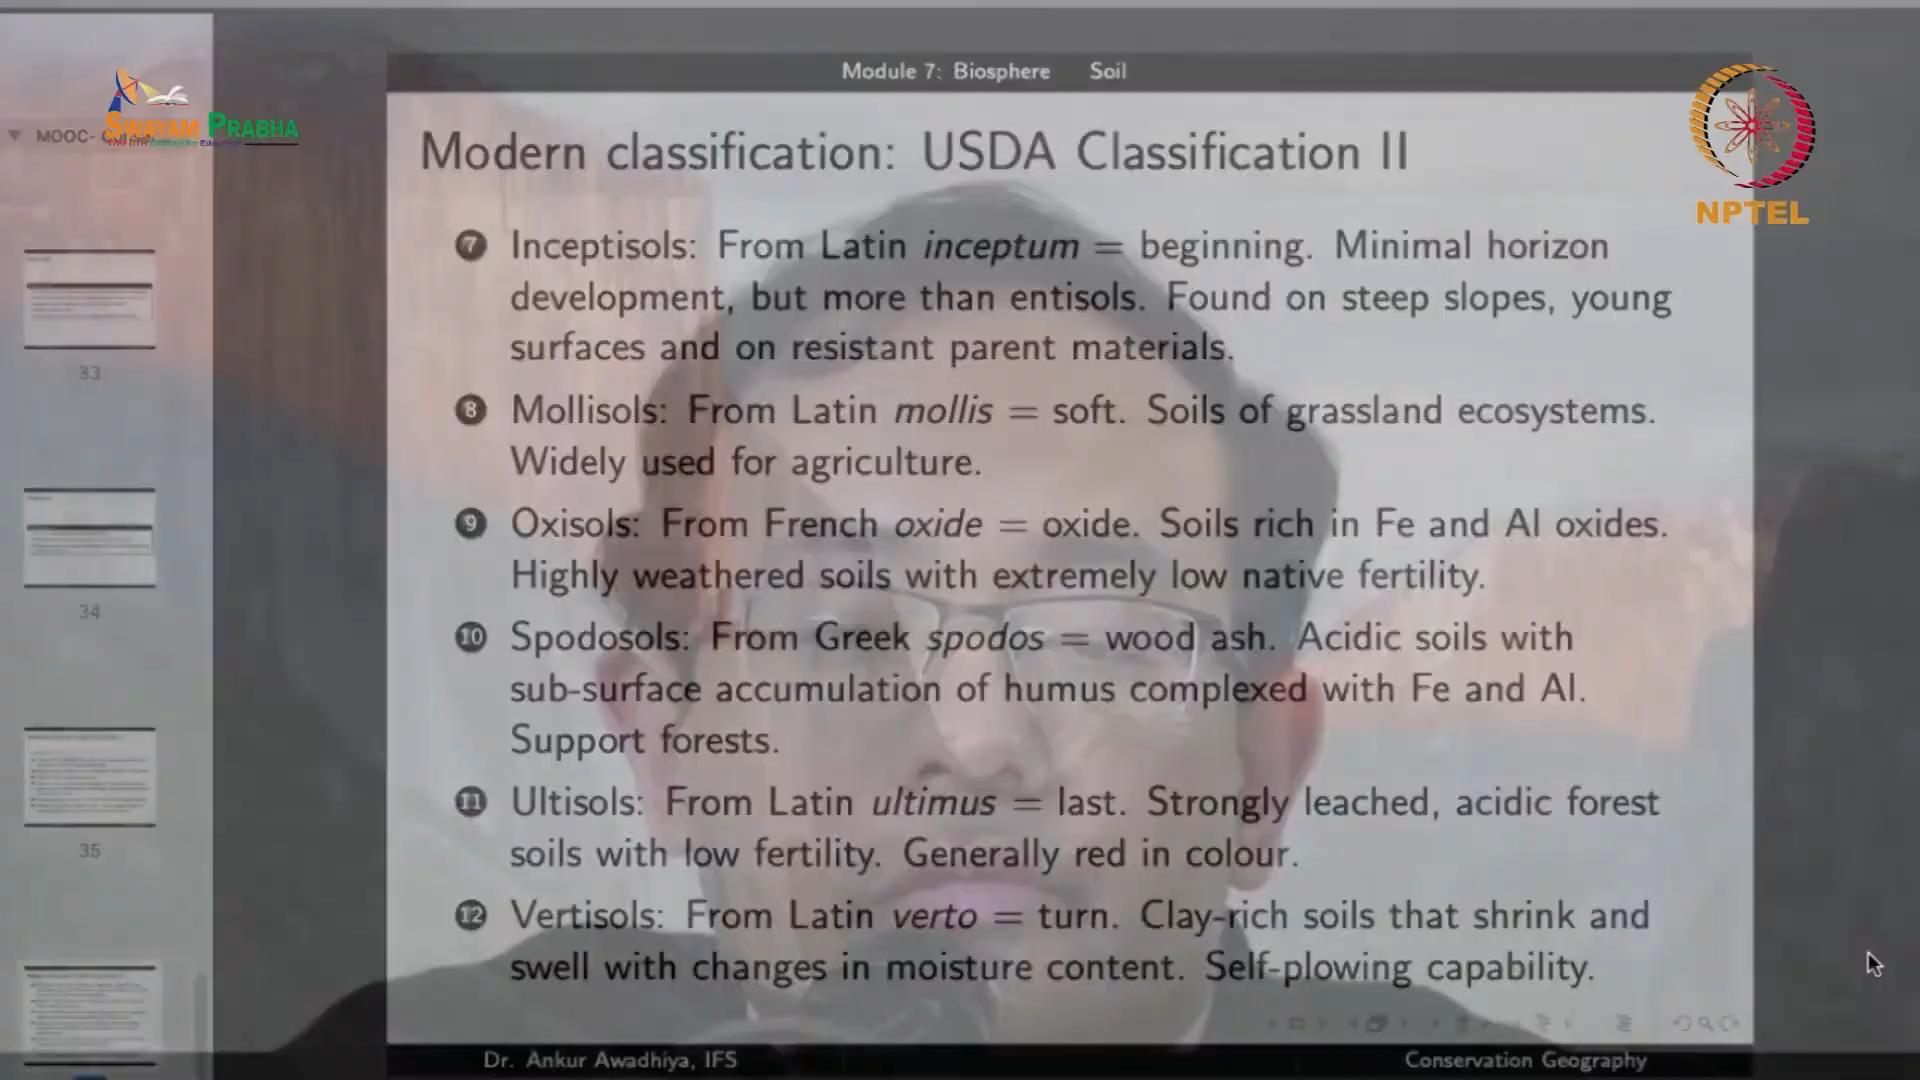 Module 7: Biosphere Soil
SWAYAM PRABHA
MOOC-
NPTEL
Modern classification: USDA Classification II
7 Inceptisols: From Latin inceptum = beginning. Minimal horizon
development, but more than entisols. Found on steep slopes, young
surfaces and on resistant parent materials.
8 Mollisols: From Latin mollis = soft. Soils of grassland ecosystems.
Widely used for agriculture.
9 Oxisols: From French oxide = oxide. Soils rich in Fe and Al oxides.
Highly weathered soils with extremely low native fertility.
10 Spodosols: From Greek spodos = wood ash. Acidic soils with
sub-surface accumulation of humus complexed with Fe and Al.
Support forests.
11 Ultisols: From Latin ultimus = last. Strongly leached, acidic forest
soils with low fertility. Generally red in colour.
12 Vertisols: From Latin verto = turn. Clay-rich soils that shrink and
swell with changes in moisture content. Self-plowing capability.
33
34
35
Dr. Ankur Awadhiya, IFS Conservation Geography